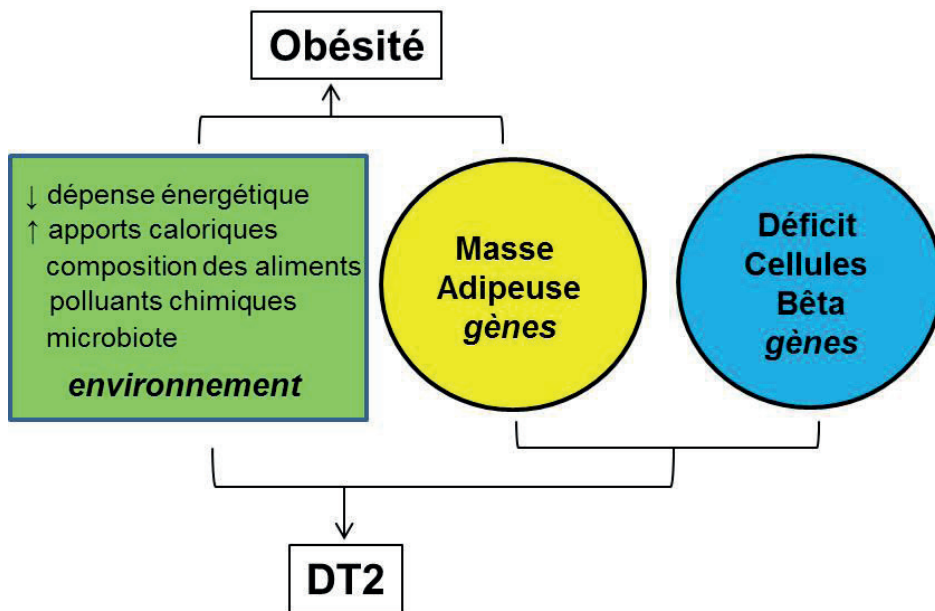 Obésité
↓ dépense énergétique
↑ apports caloriques
composition des aliments
polluants chimiques
microbiote
environnement
Masse
Adipeuse
gènes
Déficit
Cellules
Bêta
gènes
DT2